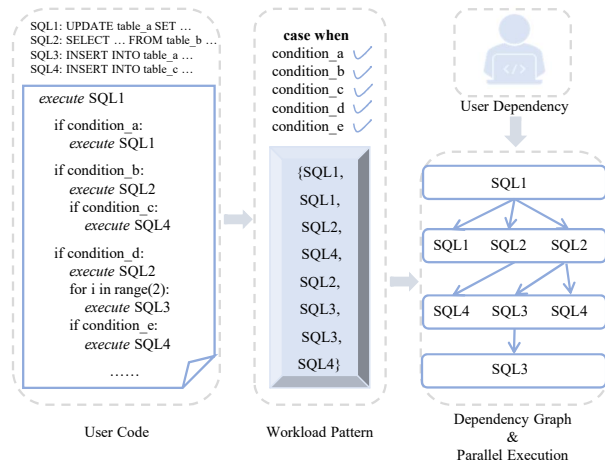 SQL1: UPDATE table_a SET …
SQL2: SELECT … FROM table_b …
SQL3: INSERT INTO table_a …
SQL4: INSERT INTO table_c …
execute SQL1
if condition_a:
execute SQL1
if condition_b:
execute SQL2
if condition_c:
execute SQL4
if condition_d:
execute SQL2
for i in range(2):
execute SQL3
if condition_e:
execute SQL4
……
User Code
case when
condition_a
condition_b
condition_c
condition_d
condition_e
{SQL1,
SQL1,
SQL2,
SQL4,
SQL2,
SQL3,
SQL3,
SQL4}
Workload Pattern
</>
User Dependency
SQL1
SQL1 SQL2 SQL2
SQL4 SQL3 SQL4
SQL3
Dependency Graph
&
Parallel Execution